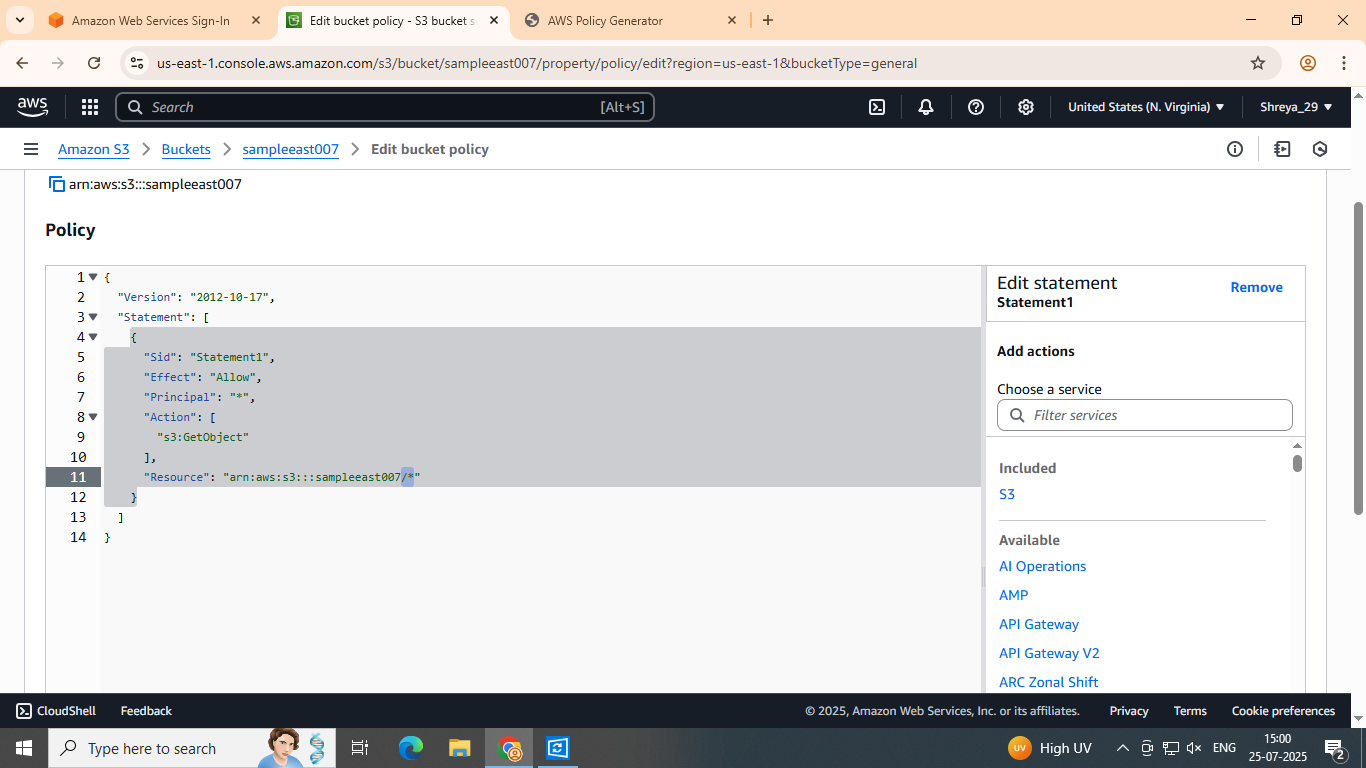 Amazon Web Services Sign-In
Edit bucket policy - S3 bucket s
AWS Policy Generator
us-east-1.console.aws.amazon.com/s3/bucket/sampleeast007/property/policy/edit?region=us-east-1&bucketType=general
aws
Search
[Alt+S]
United States (N. Virginia)
Shreya_29
Amazon S3
Buckets
sampleeast007
Edit bucket policy
arn:aws:s3:::sampleeast007
Policy
1 {
2 "Version": "2012-10-17",
3 "Statement": [
4 {
5 "Sid": "Statement1",
6 "Effect": "Allow",
7 "Principal": "*",
8 "Action": [
9 "s3:GetObject"
10 ],
11 "Resource": "arn:aws:s3:::sampleeast007/*"
12 }
13 ]
14 }
Edit statement
Remove
Statement1
Add actions
Choose a service
Filter services
Included
S3
Available
AI Operations
AMP
API Gateway
API Gateway V2
ARC Zonal Shift
CloudShell
Feedback
© 2025, Amazon Web Services, Inc. or its affiliates.
Privacy
Terms
Cookie preferences
Type here to search
UV
High UV
ENG
15:00
25-07-2025
2